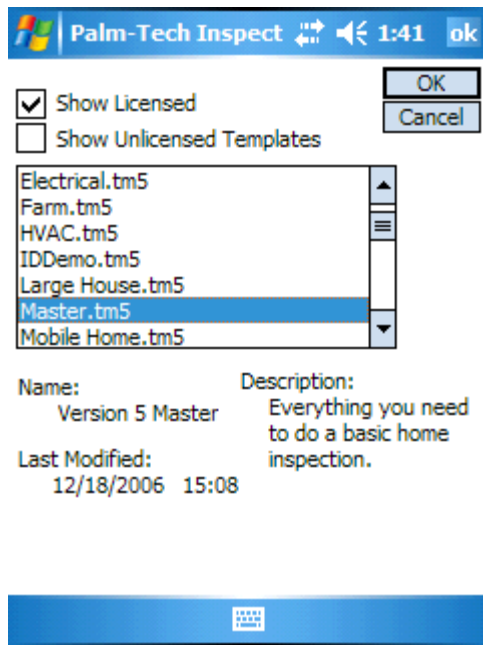 Palm-Tech Inspect 1:41 ok
OK
Show Licensed
Cancel
Show Unlicensed Templates
Electrical.tm5
Farm.tm5
HVAC.tm5
IDDemo.tm5
Large House.tm5
Master.tm5
Mobile Home.tm5
Name:
Version 5 Master
Last Modified:
12/18/2006 15:08
Description:
Everything you need
to do a basic home
inspection.